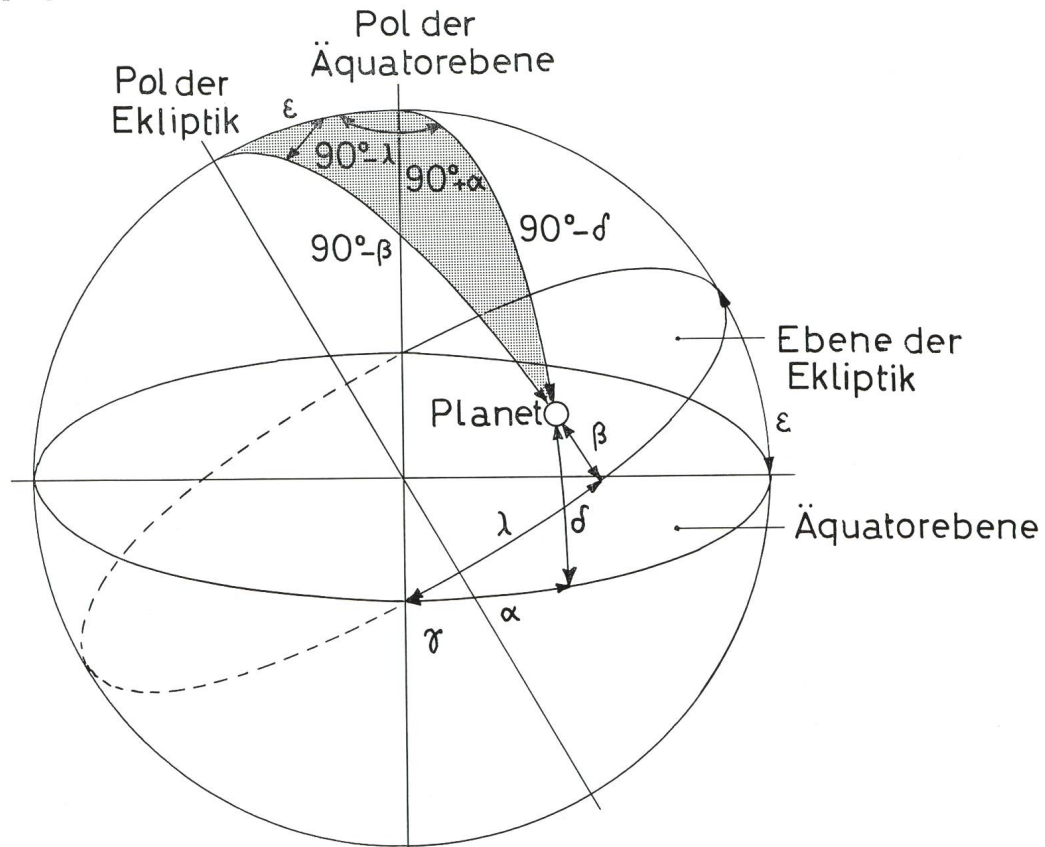 Pol der
Äquatorebene
Pol der
Ekliptik
ε
90°-λ
90°+α
90°-δ
90°-β
Ebene der
Ekliptik
Planet
β
ε
λ
δ
Äquatorebene
α
γ